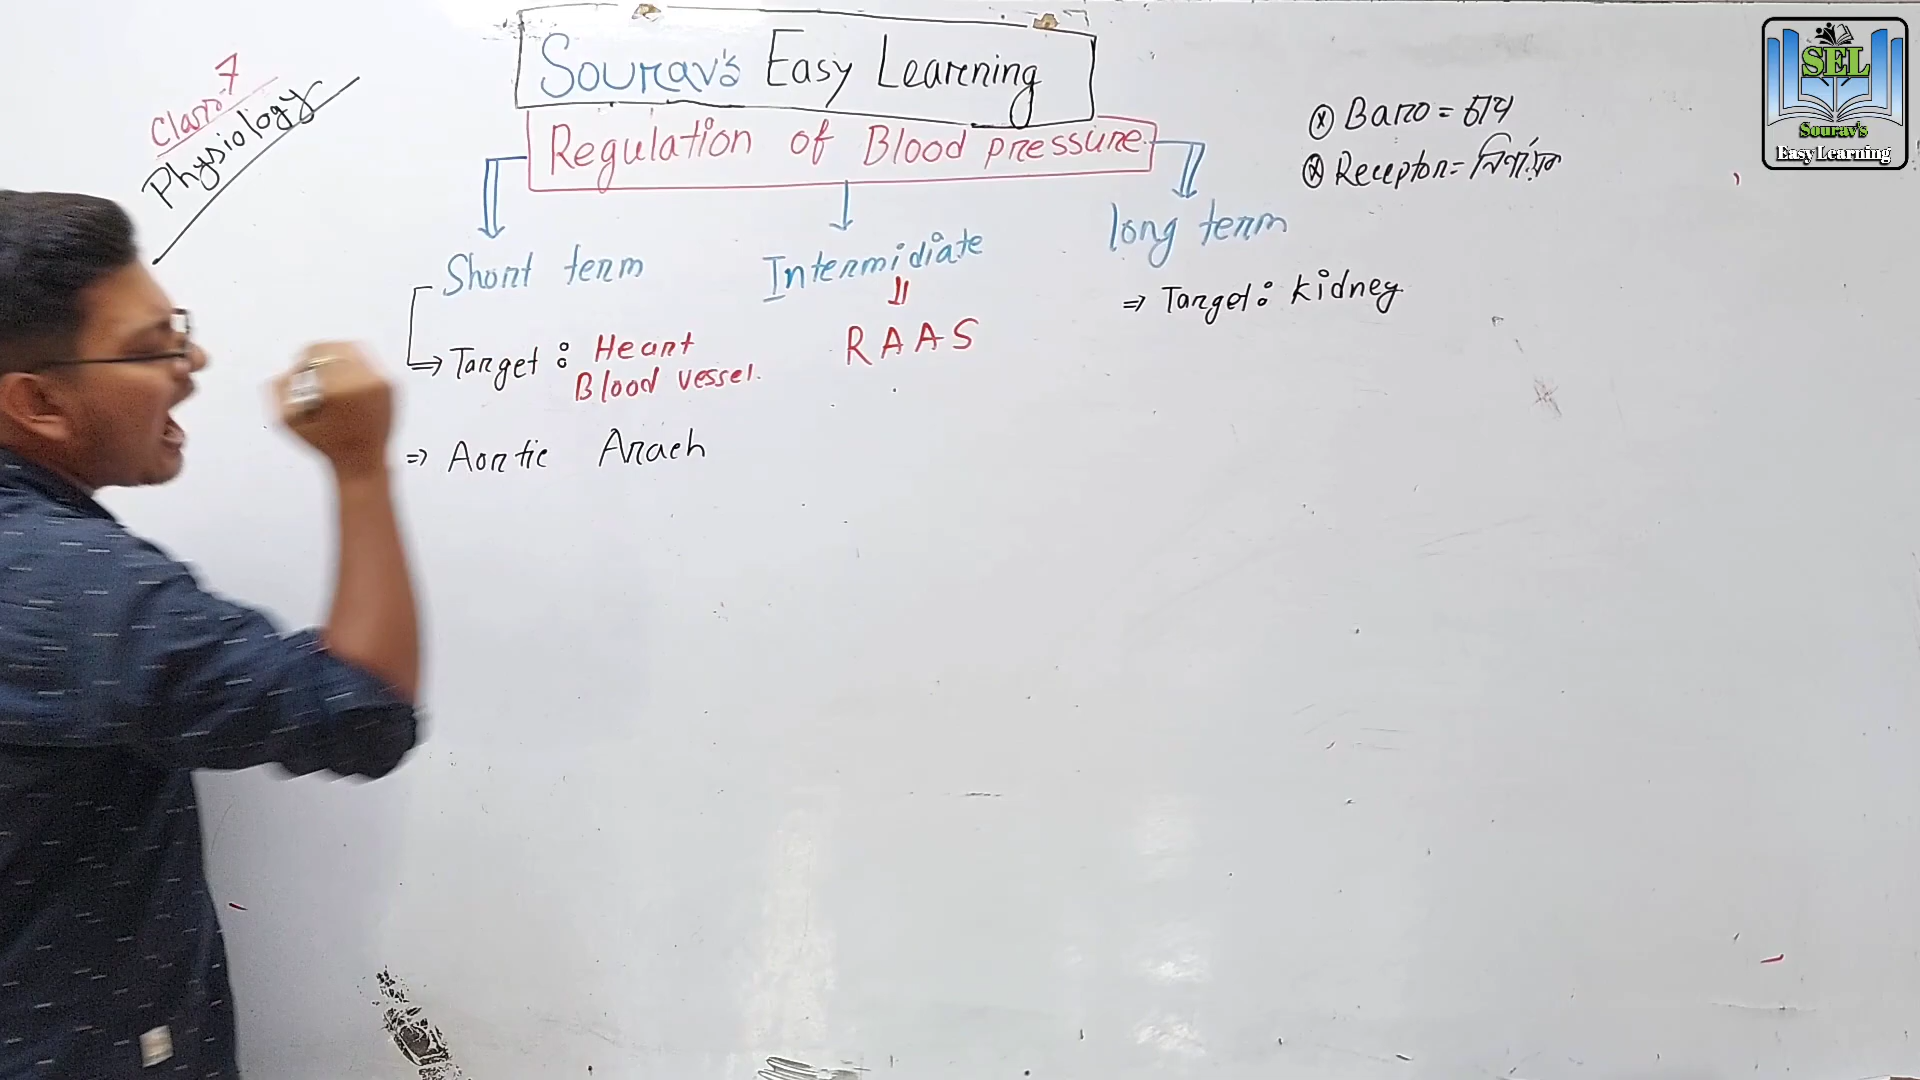 Class-7
Physiology
Sourav's Easy Learning
Regulation of Blood pressure
Short term
Intermidiate
long term
⇒ Target : Heart
Blood vessel.
⇒ Aortic Arach
RAAS
⇒ Target : Kidney
Baro = চাপ
Receptor =
SEL
Sourav's
Easy Learning